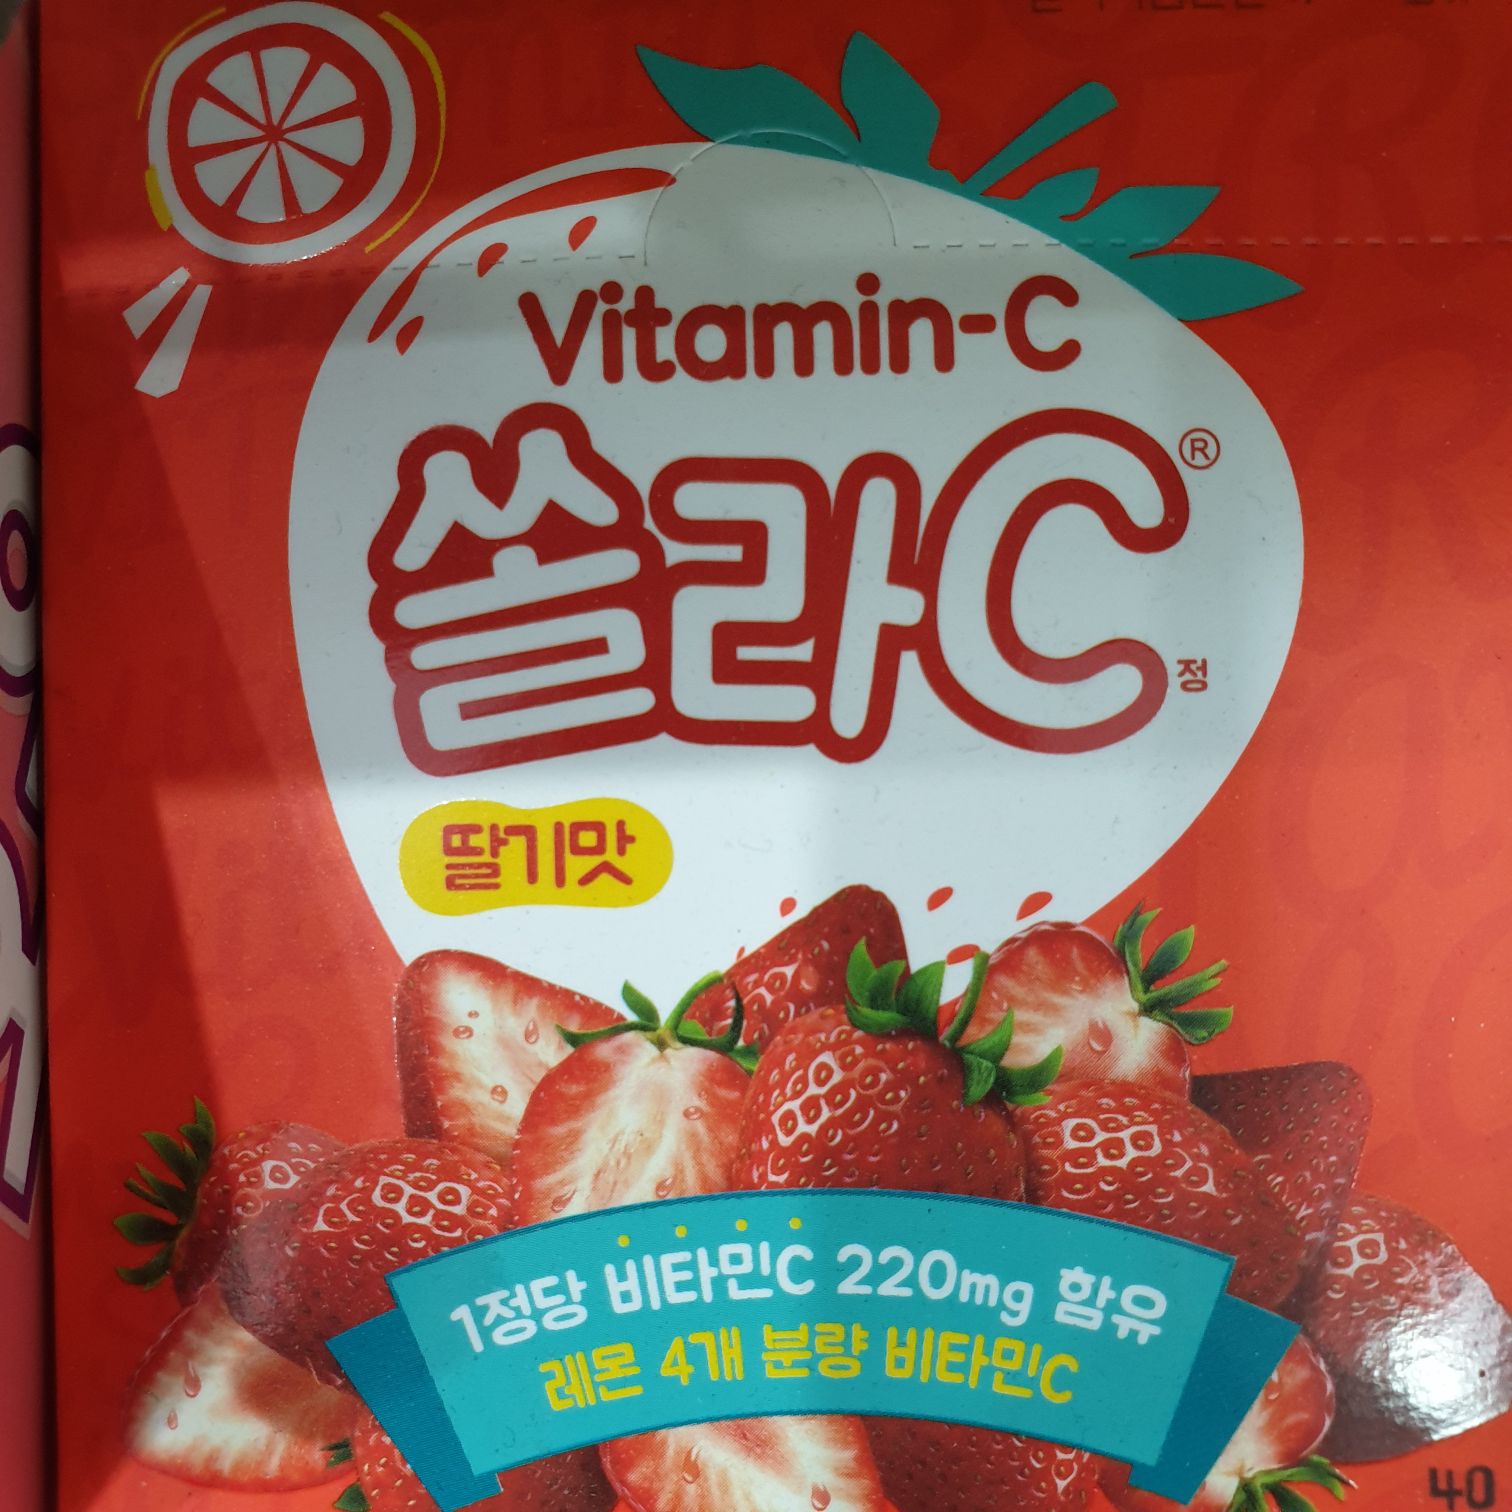 Vitamin-C
쏠라C®정
딸기맛
1정당 비타민C 220mg 함유
레몬 4개 분량 비타민C
40